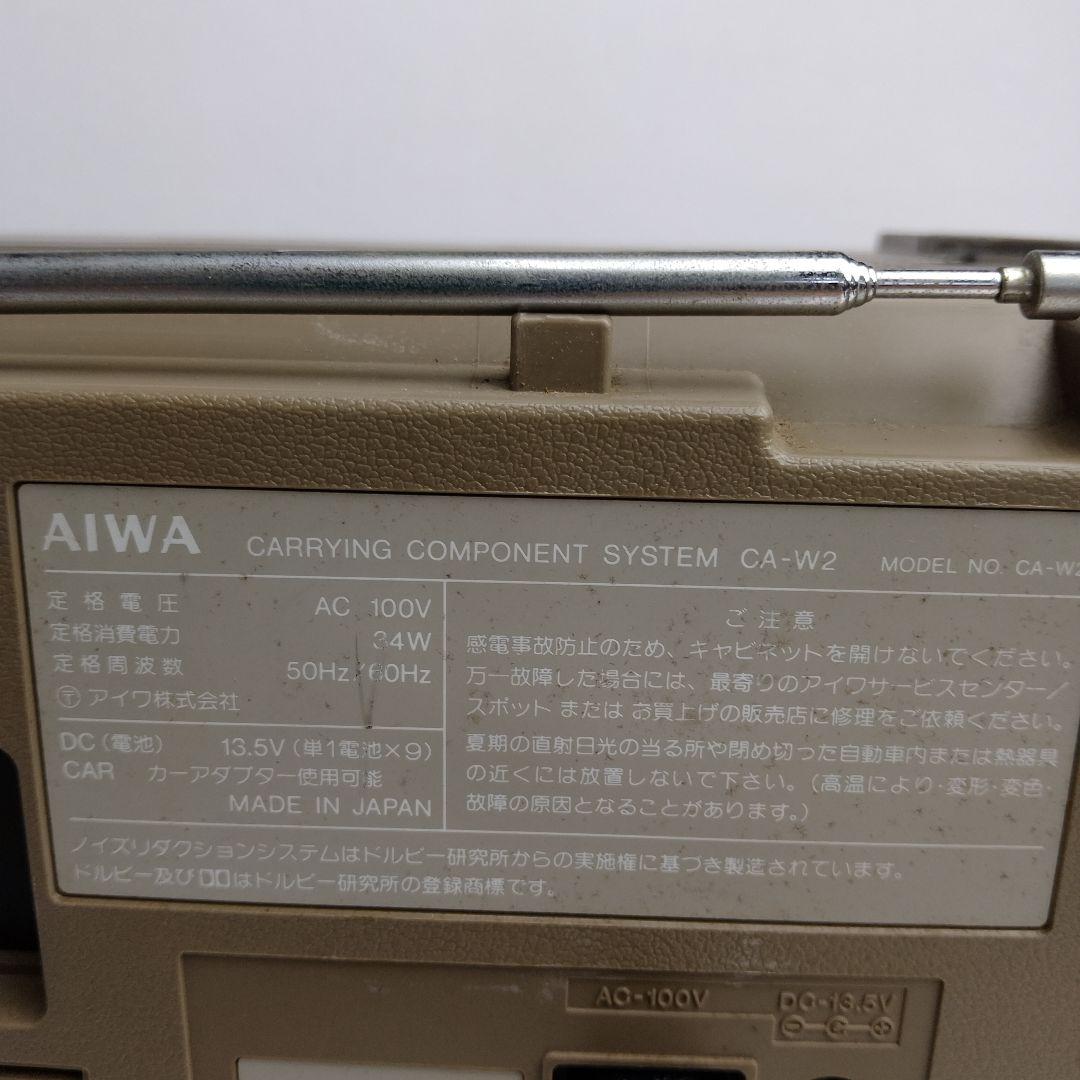 AIWA CARRYING COMPONENT SYSTEM CA-W2 MODEL NO. CA-W2
定格電圧 AC 100V
定格消費電力 34W
定格周波数 50Hz/60Hz
〒 アイワ株式会社
DC(電池) 13.5V(単1電池×9)
CAR カーアダプター使用可能
MADE IN JAPAN
ご注意
感電事故防止のため、キャビネットを開けないでください。
万一故障した場合には、最寄りのアイワサービスセンター/
スポット または お買上げの販売店に修理をご依頼ください。
夏期の直射日光の当る所や閉め切った自動車内または熱器具
の近くには放置しないで下さい。(高温により・変形・変色・
故障の原因となることがあります。)
ノイズリダクションシステムはドルビー研究所からの実施権に基づき製造されています。
ドルビー及び▯▯はドルビー研究所の登録商標です。
AC-100V DC-13.5V